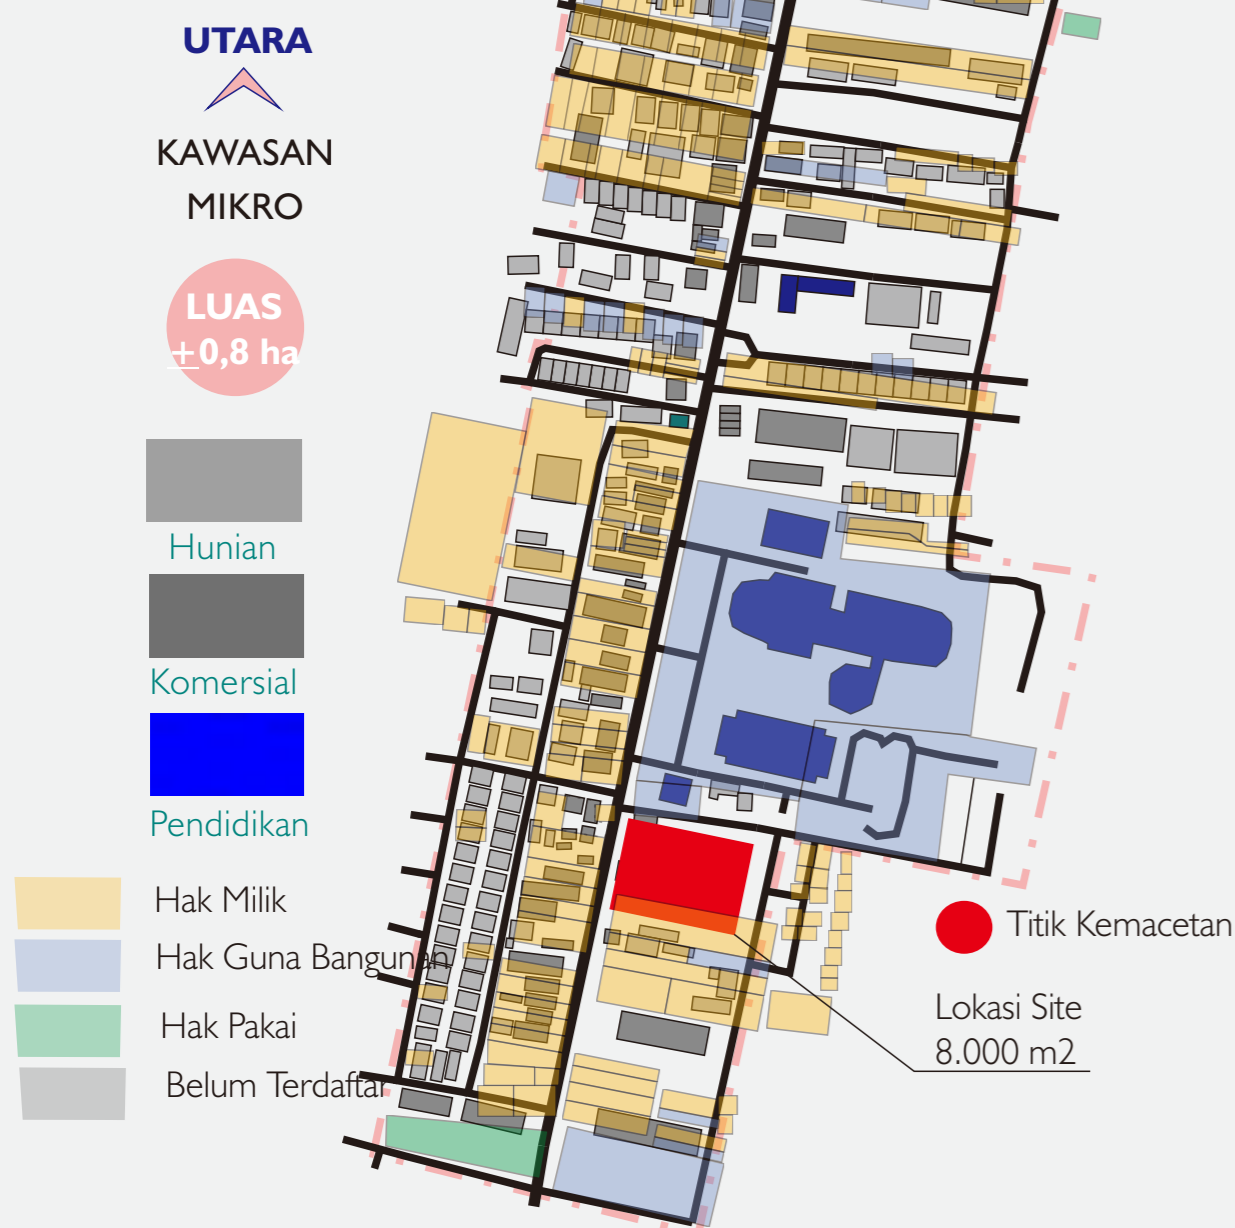 UTARA
KAWASAN
MIKRO
LUAS
±0,8 ha
Hunian
Komersial
Pendidikan
Hak Milik
Hak Guna Bangunan
Hak Pakai
Belum Terdaftar
Titik Kemacetan
Lokasi Site
8.000 m2